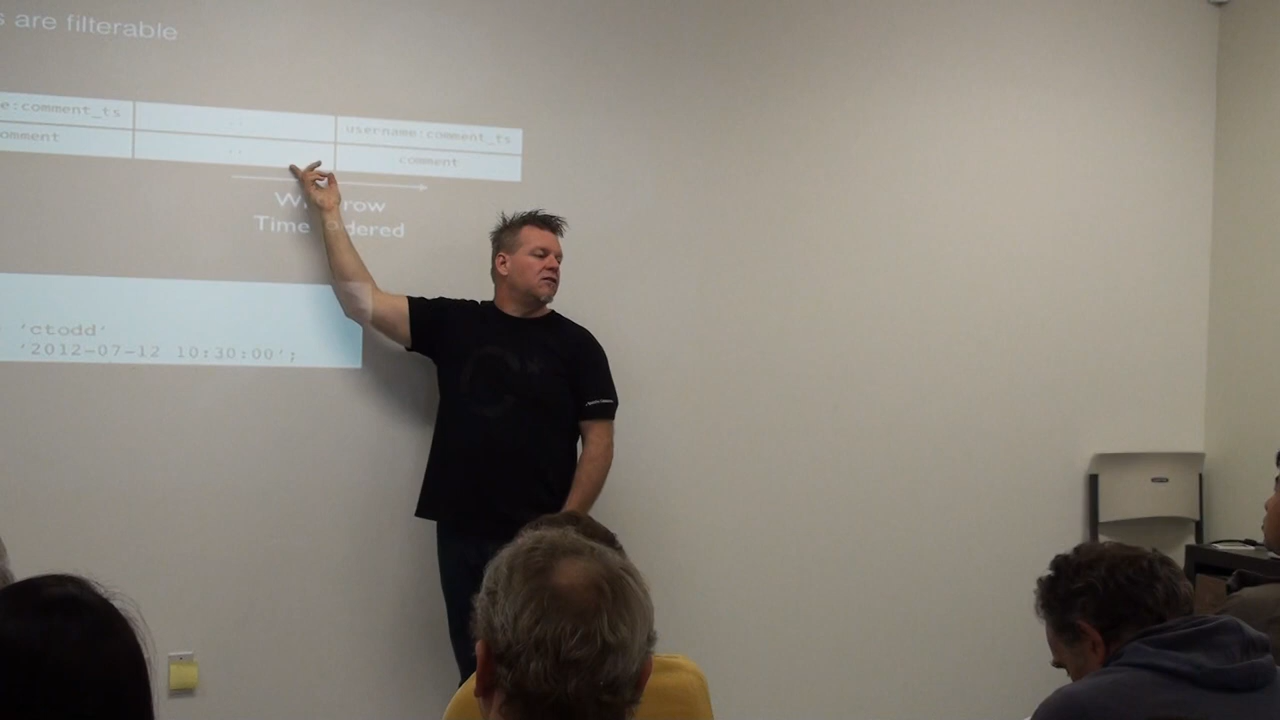 s are filterable
e:comment_ts .. username:comment_ts
omment .. comment
row
Time dered
'ctodd'
'2012-07-12 10:30:00';